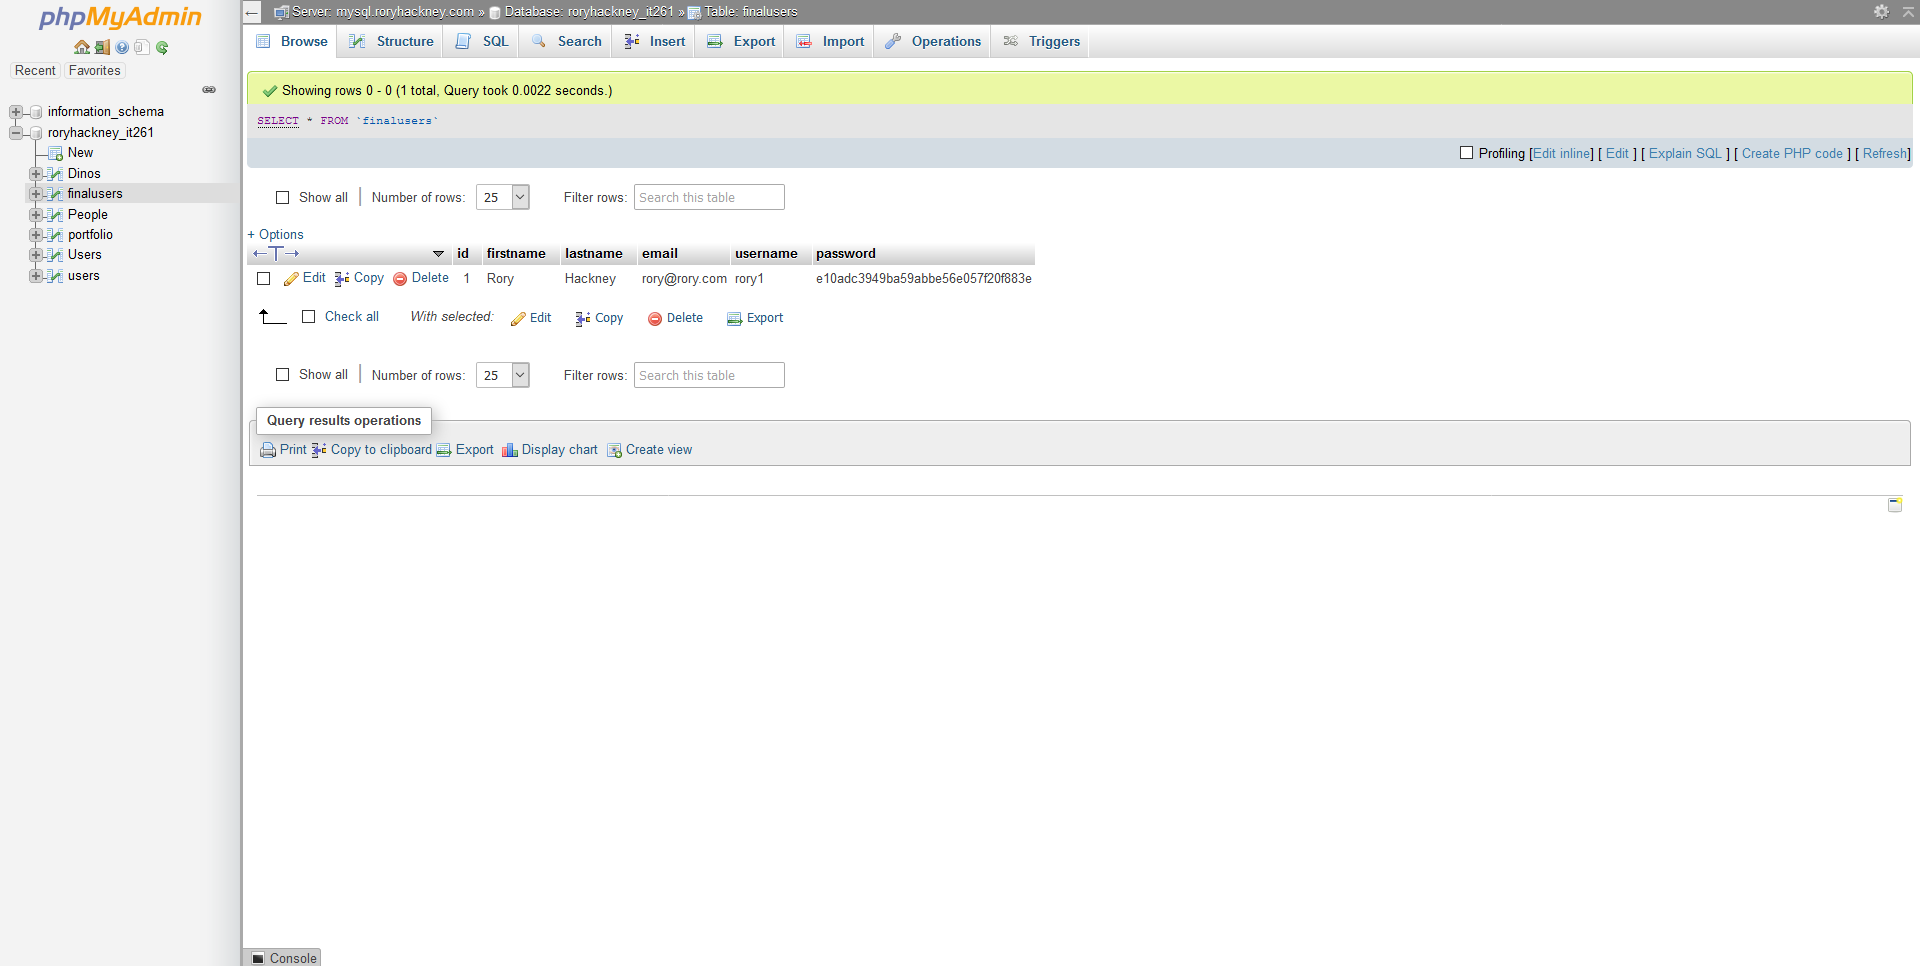 phpMyAdmin
Recent Favorites
information_schema
roryhackney_it261
New
Dinos
finalusers
People
portfolio
Users
users
Server: mysql.roryhackney.com » Database: roryhackney_it261 » Table: finalusers
Browse Structure SQL Search Insert Export Import Operations Triggers
Showing rows 0 - 0 (1 total, Query took 0.0022 seconds.)
SELECT * FROM `finalusers`
Profiling [Edit inline] [ Edit ] [ Explain SQL ] [ Create PHP code ] [ Refresh]
Show all Number of rows: 25 Filter rows: Search this table
+ Options
←T→ id firstname lastname email username password
Edit Copy Delete 1 Rory Hackney rory@rory.com rory1 e10adc3949ba59abbe56e057f20f883e
Check all With selected: Edit Copy Delete Export
Show all Number of rows: 25 Filter rows: Search this table
Query results operations
Print Copy to clipboard Export Display chart Create view
Console